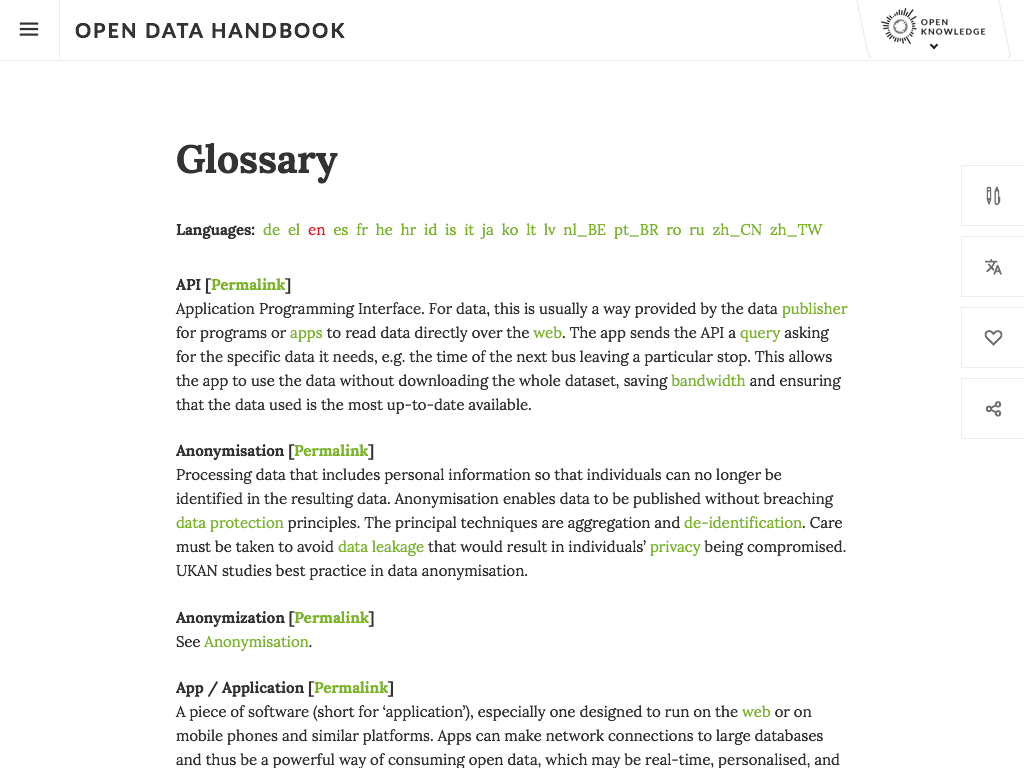 OPEN DATA HANDBOOK
OPEN
KNOWLEDGE
Glossary
Languages: de el en es fr he hr id is it ja ko lt lv nl_BE pt_BR ro ru zh_CN zh_TW
API [Permalink]
Application Programming Interface. For data, this is usually a way provided by the data publisher
for programs or apps to read data directly over the web. The app sends the API a query asking
for the specific data it needs, e.g. the time of the next bus leaving a particular stop. This allows
the app to use the data without downloading the whole dataset, saving bandwidth and ensuring
that the data used is the most up-to-date available.
Anonymisation [Permalink]
Processing data that includes personal information so that individuals can no longer be
identified in the resulting data. Anonymisation enables data to be published without breaching
data protection principles. The principal techniques are aggregation and de-identification. Care
must be taken to avoid data leakage that would result in individuals’ privacy being compromised.
UKAN studies best practice in data anonymisation.
Anonymization [Permalink]
See Anonymisation.
App / Application [Permalink]
A piece of software (short for ‘application’), especially one designed to run on the web or on
mobile phones and similar platforms. Apps can make network connections to large databases
and thus be a powerful way of consuming open data, which may be real-time, personalised, and